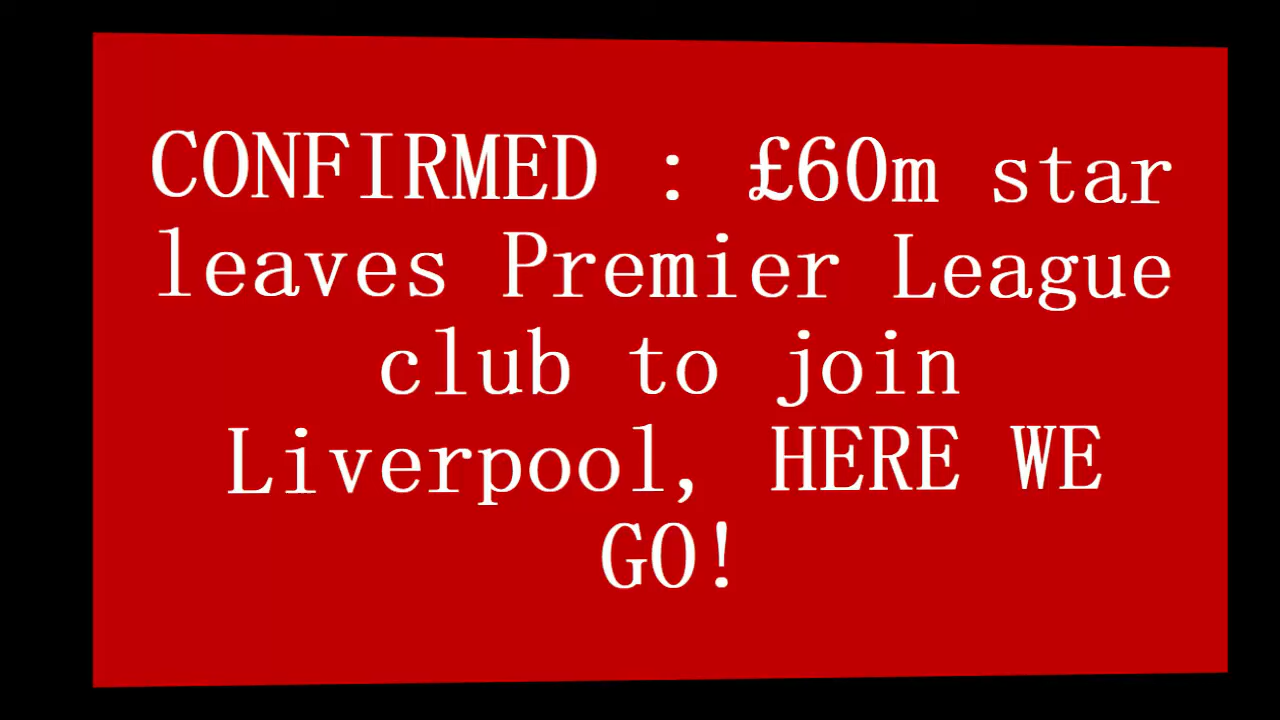 CONFIRMED : £60m star
leaves Premier League
club to join
Liverpool, HERE WE
GO!